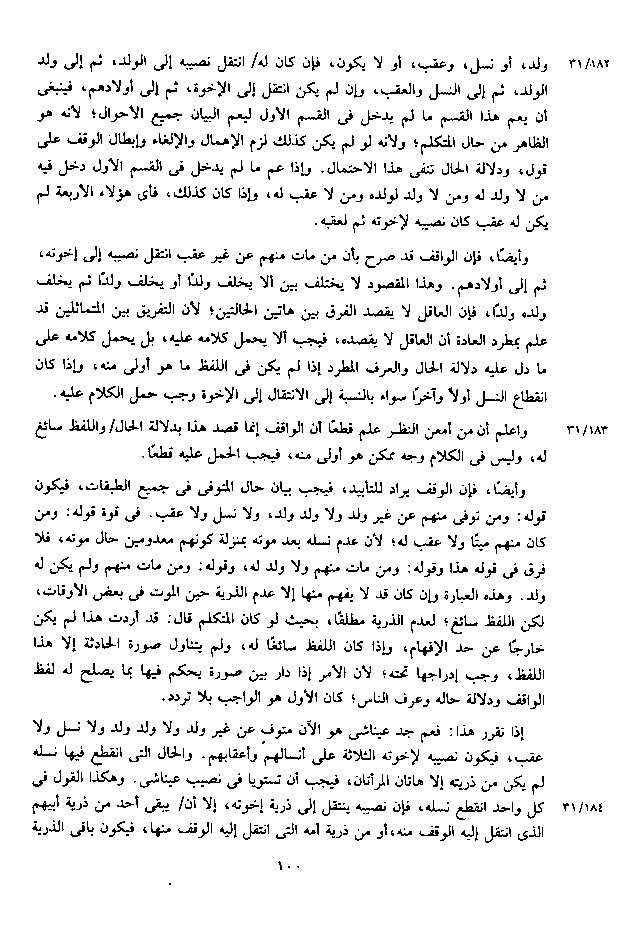 ٣١/١٨٢ ولد، أو نسل، وعقب، أو لا يكون، فإن كان له/ انتقل نصيبه إلى الولد، ثم إلى ولد
الولد، ثم إلى النسل والعقب، وإن لم يكن انتقل إلى الإخوة، ثم إلى أولادهم، فينبغى
أن يعم هذا القسم ما لم يدخل فى القسم الأول ليعم البيان جميع الأحوال؛ لأنه هو
الظاهر من حال المتكلم؛ ولأنه لو لم يكن كذلك لزم الإهمال والإلغاء وإبطال الوقف على
قول، ودلالة الحال تنفى هذا الاحتمال. وإذا عم ما لم يدخل فى القسم الأول دخل فيه
من لا ولد له ومن لا ولد لولده ومن لا عقب له، وإذا كان كذلك، فأى هؤلاء الأربعة لم
يكن له عقب كان نصيبه لإخوته ثم لعقبه.
وأيضًا، فإن الواقف قد صرح بأن من مات منهم عن غير عقب انتقل نصيبه إلى إخوته،
ثم إلى أولادهم. وهذا المقصود لا يختلف بين ألا يخلف ولدًا أو يخلف ولدًا ثم يخلف
ولده ولدًا، فإن العاقل لا يقصد الفرق بين هاتين الحالتين؛ لأن التفريق بين المتماثلين قد
علم بمطرد العادة أن العاقل لا يقصده، فيجب ألا يحمل كلامه عليه، بل يحمل كلامه على
ما دل عليه دلالة الحال والعرف المطرد إذا لم يكن فى اللفظ ما هو أولى منه، وإذا كان
انقطاع النسل أولاً وآخرًا سواء بالنسبة إلى الانتقال إلى الإخوة وجب حمل الكلام عليه.
٣١/١٨٣ واعلم أن من أمعن النظر علم قطعًا أن الواقف إنما قصد هذا بدلالة الحال/ واللفظ سائغ
له، وليس فى الكلام وجه ممكن هو أولى منه، فيجب الحمل عليه قطعًا.
وأيضًا، فإن الوقف يراد للتأبيد، فيجب بيان حال المتوفى فى جميع الطبقات، فيكون
قوله: ومن توفى منهم عن غير ولد ولا ولد ولد، ولا نسل ولا عقب. فى قوة قوله: ومن
كان منهم ميتًا ولا عقب له؛ لأن عدم نسله بعد موته بمنزلة كونهم معدومين حال موته، فلا
فرق فى قوله هذا وقوله: ومن مات منهم ولا ولد له، وقوله: ومن مات منهم ولم يكن له
ولد. وهذه العبارة وإن كان قد لا يفهم منها إلا عدم الذرية حين الموت فى بعض الأوقات،
لكن اللفظ سائغ؛ لعدم الذرية مطلقًا، بحيث لو كان المتكلم قال: قد أردت هذا لم يكن
خارجًا عن حد الإفهام، وإذا كان اللفظ سائغًا له، ولم يتناول صورة الحادثة إلا هذا
اللفظ، وجب إدراجها تحته؛ لأن الأمر إذا دار بين صورة يحكم فيها بما يصلح له لفظ
الواقف ودلالة حاله وعرف الناس؛ كان الأول هو الواجب بلا تردد.
إذا تقرر هذا: فعم جد عيناشى هو الآن متوفٍ عن غير ولد ولا ولد ولد ولا نسل ولا
عقب، فيكون نصيبه لإخوته الثلاثة على أنسالهم وأعقابهم. والحال التى انقطع فيها نسله
لم يكن من ذريته إلا هاتان المرأتان، فيجب أن تستويا فى نصيب عيناشى. وهكذا القول فى
٣١/١٨٤ كل واحد انقطع نسله، فإن نصيبه ينتقل إلى ذرية إخوته، إلا أن/ يبقى أحد من ذرية أبيهم
الذى انتقل إليه الوقف منه، أو من ذرية أمه التى انتقل إليه الوقف منها، فيكون باقى الذرية
١٠٠